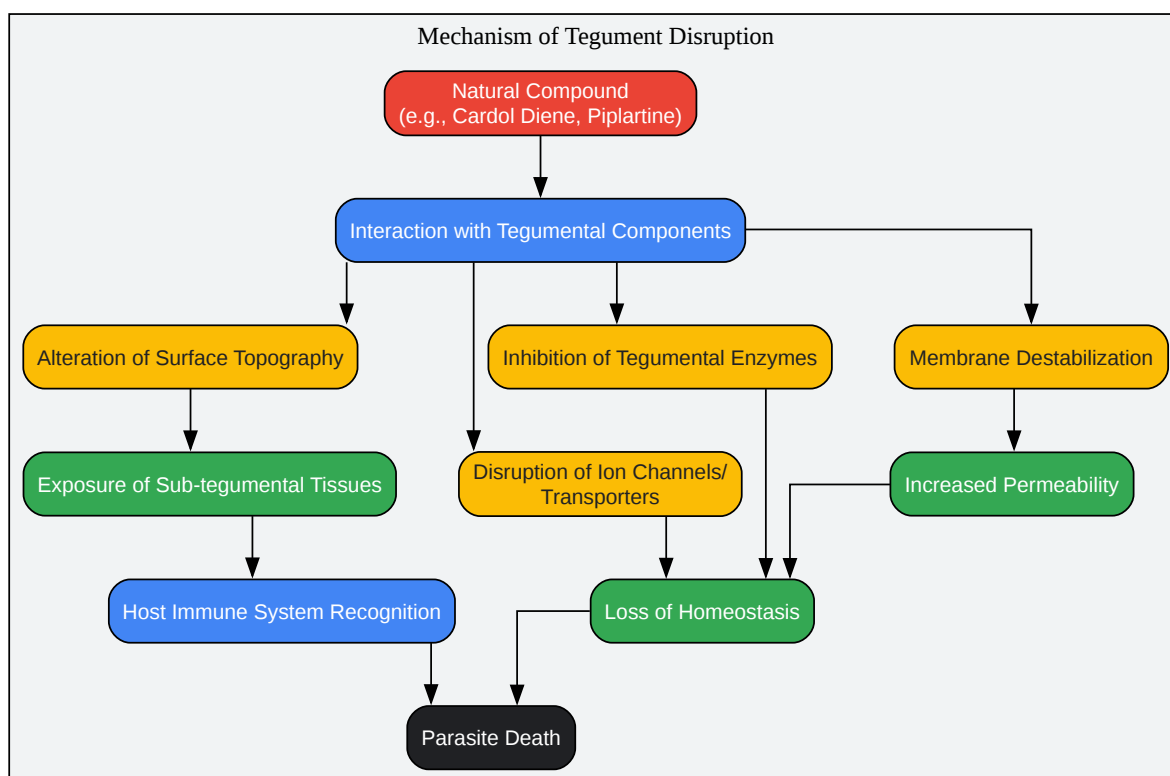 Mechanism of Tegument Disruption
Natural Compound
(e.g., Cardol Diene, Piplartine)
Interaction with Tegumental Components
Alteration of Surface Topography
Inhibition of Tegumental Enzymes
Membrane Destabilization
Exposure of Sub-tegumental Tissues
Disruption of Ion Channels/
Transporters
Increased Permeability
Host Immune System Recognition
Loss of Homeostasis
Parasite Death